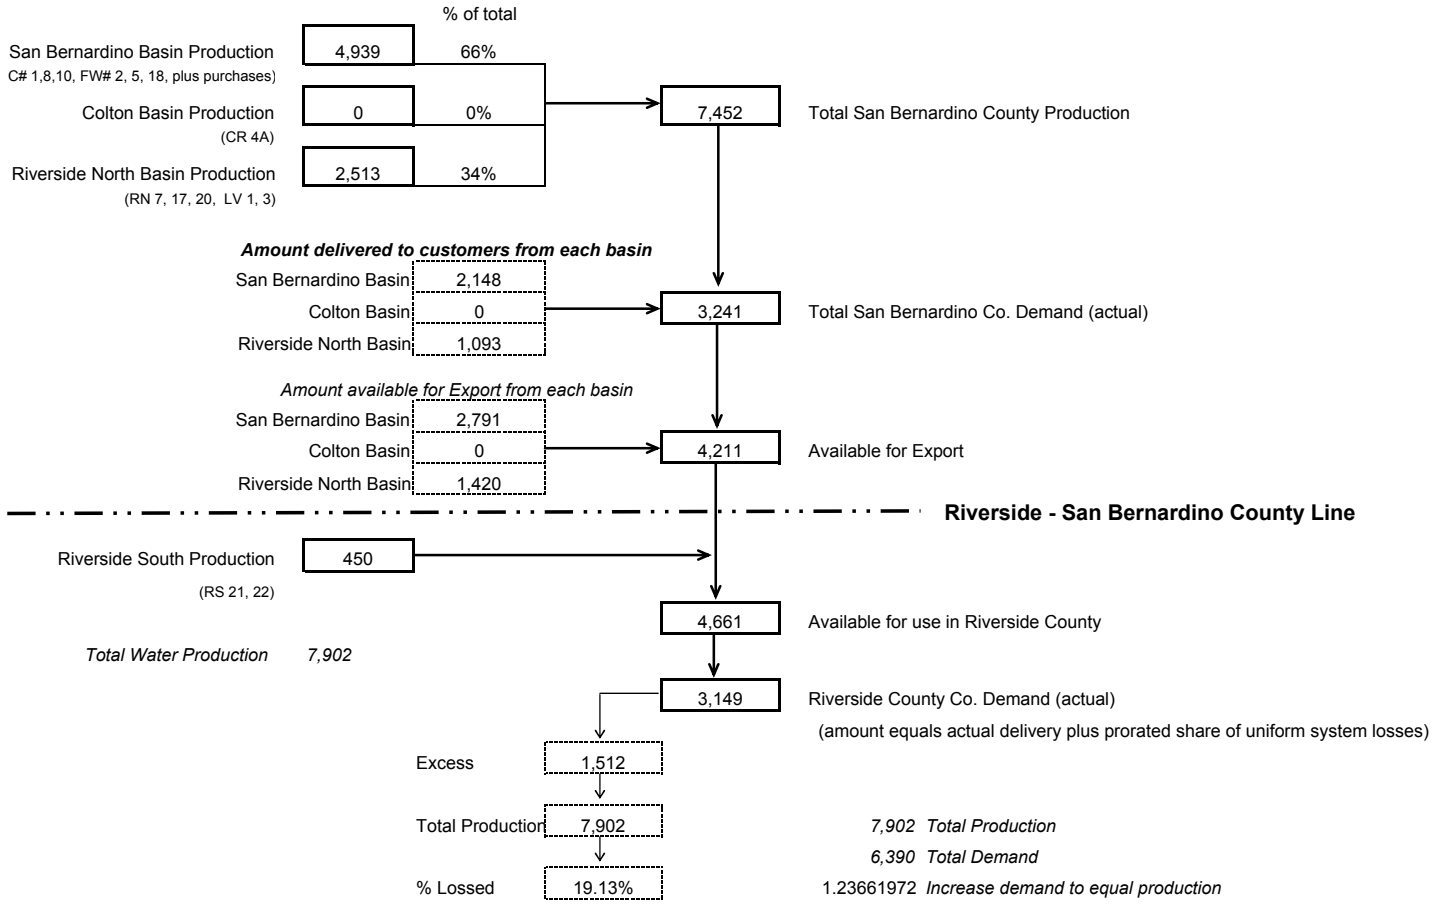 % of total
San Bernardino Basin Production 4,939 66%
C# 1,8,10, FW# 2, 5, 18, plus purchases)
Colton Basin Production 0 0% 7,452 Total San Bernardino County Production
(CR 4A)
Riverside North Basin Production 2,513 34%
(RN 7, 17, 20, LV 1, 3)
Amount delivered to customers from each basin
San Bernardino Basin 2,148
Colton Basin 0 3,241 Total San Bernardino Co. Demand (actual)
Riverside North Basin 1,093
Amount available for Export from each basin
San Bernardino Basin 2,791
Colton Basin 0 4,211 Available for Export
Riverside North Basin 1,420
Riverside - San Bernardino County Line
Riverside South Production 450
(RS 21, 22)
4,661 Available for use in Riverside County
Total Water Production 7,902
3,149 Riverside County Co. Demand (actual)
(amount equals actual delivery plus prorated share of uniform system losses)
Excess 1,512
Total Production 7,902 7,902 Total Production
6,390 Total Demand
% Lossed 19.13% 1.23661972 Increase demand to equal production